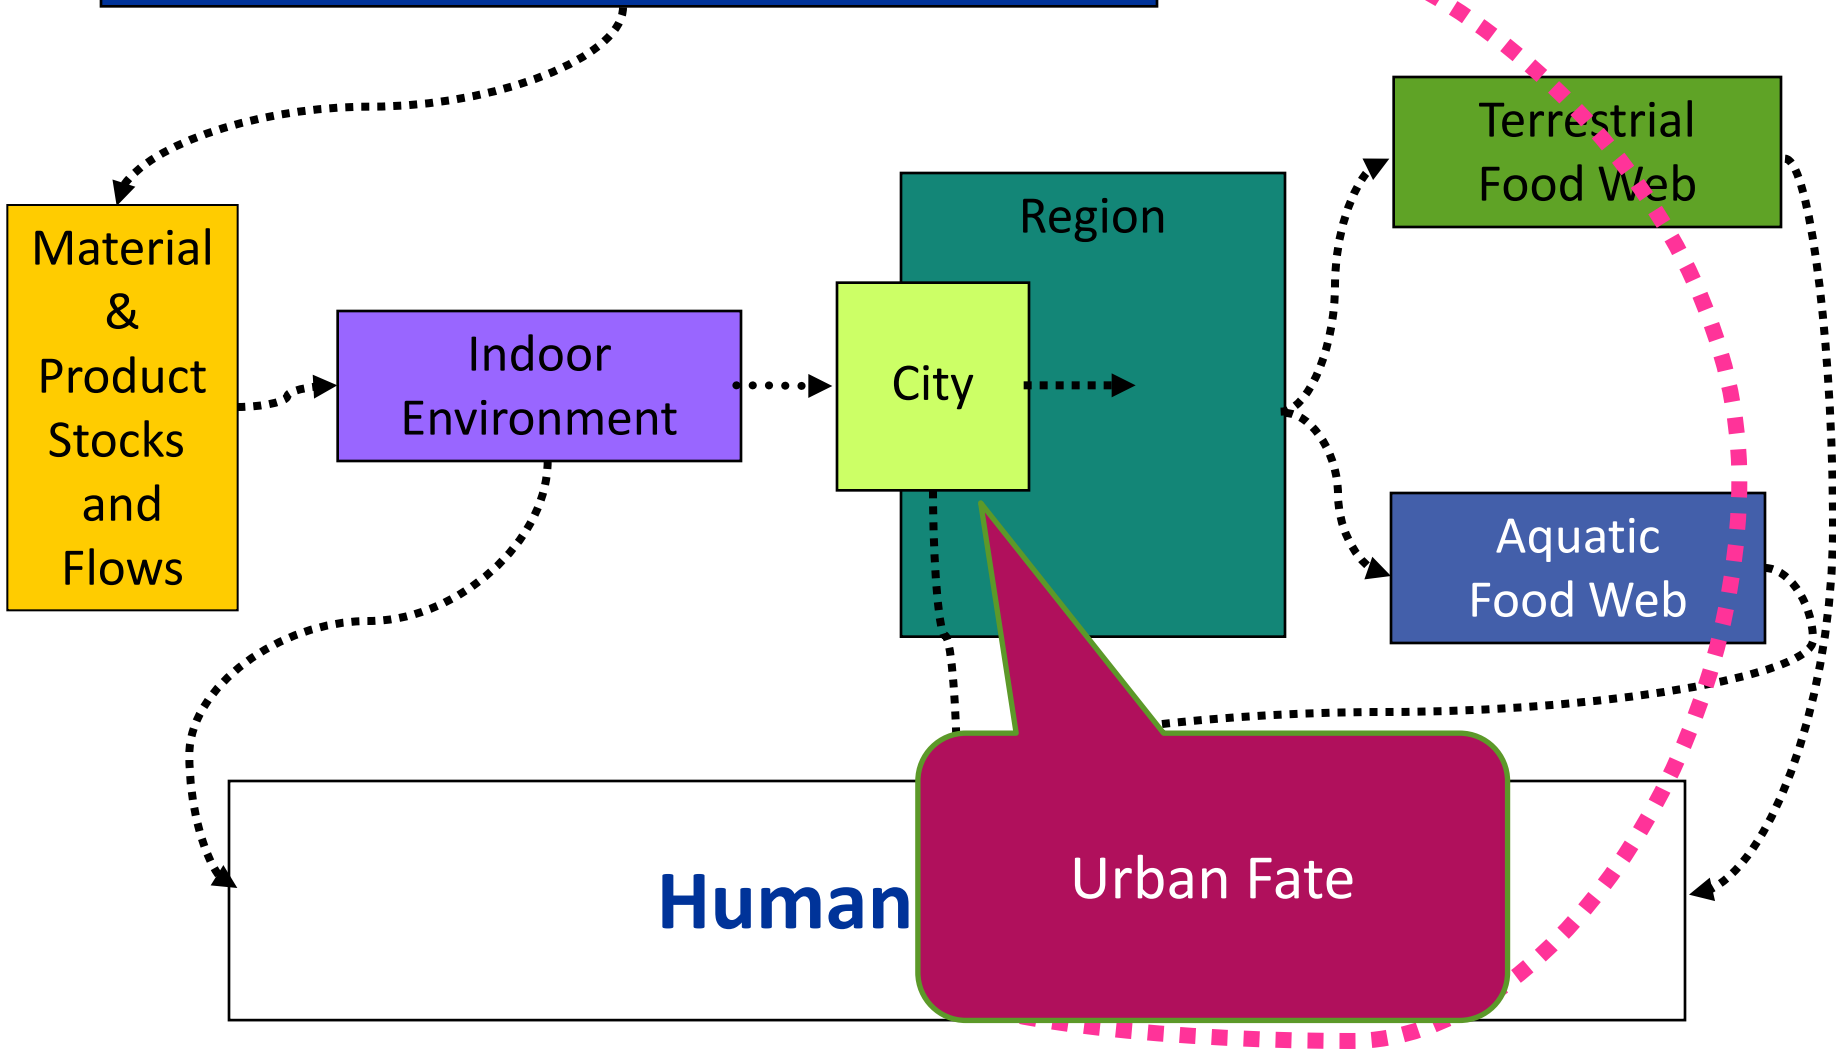 Terrestrial
Food Web
Region
Material
&
Product
Stocks
and
Flows
Indoor
Environment
City
Aquatic
Food Web
Human
Urban Fate